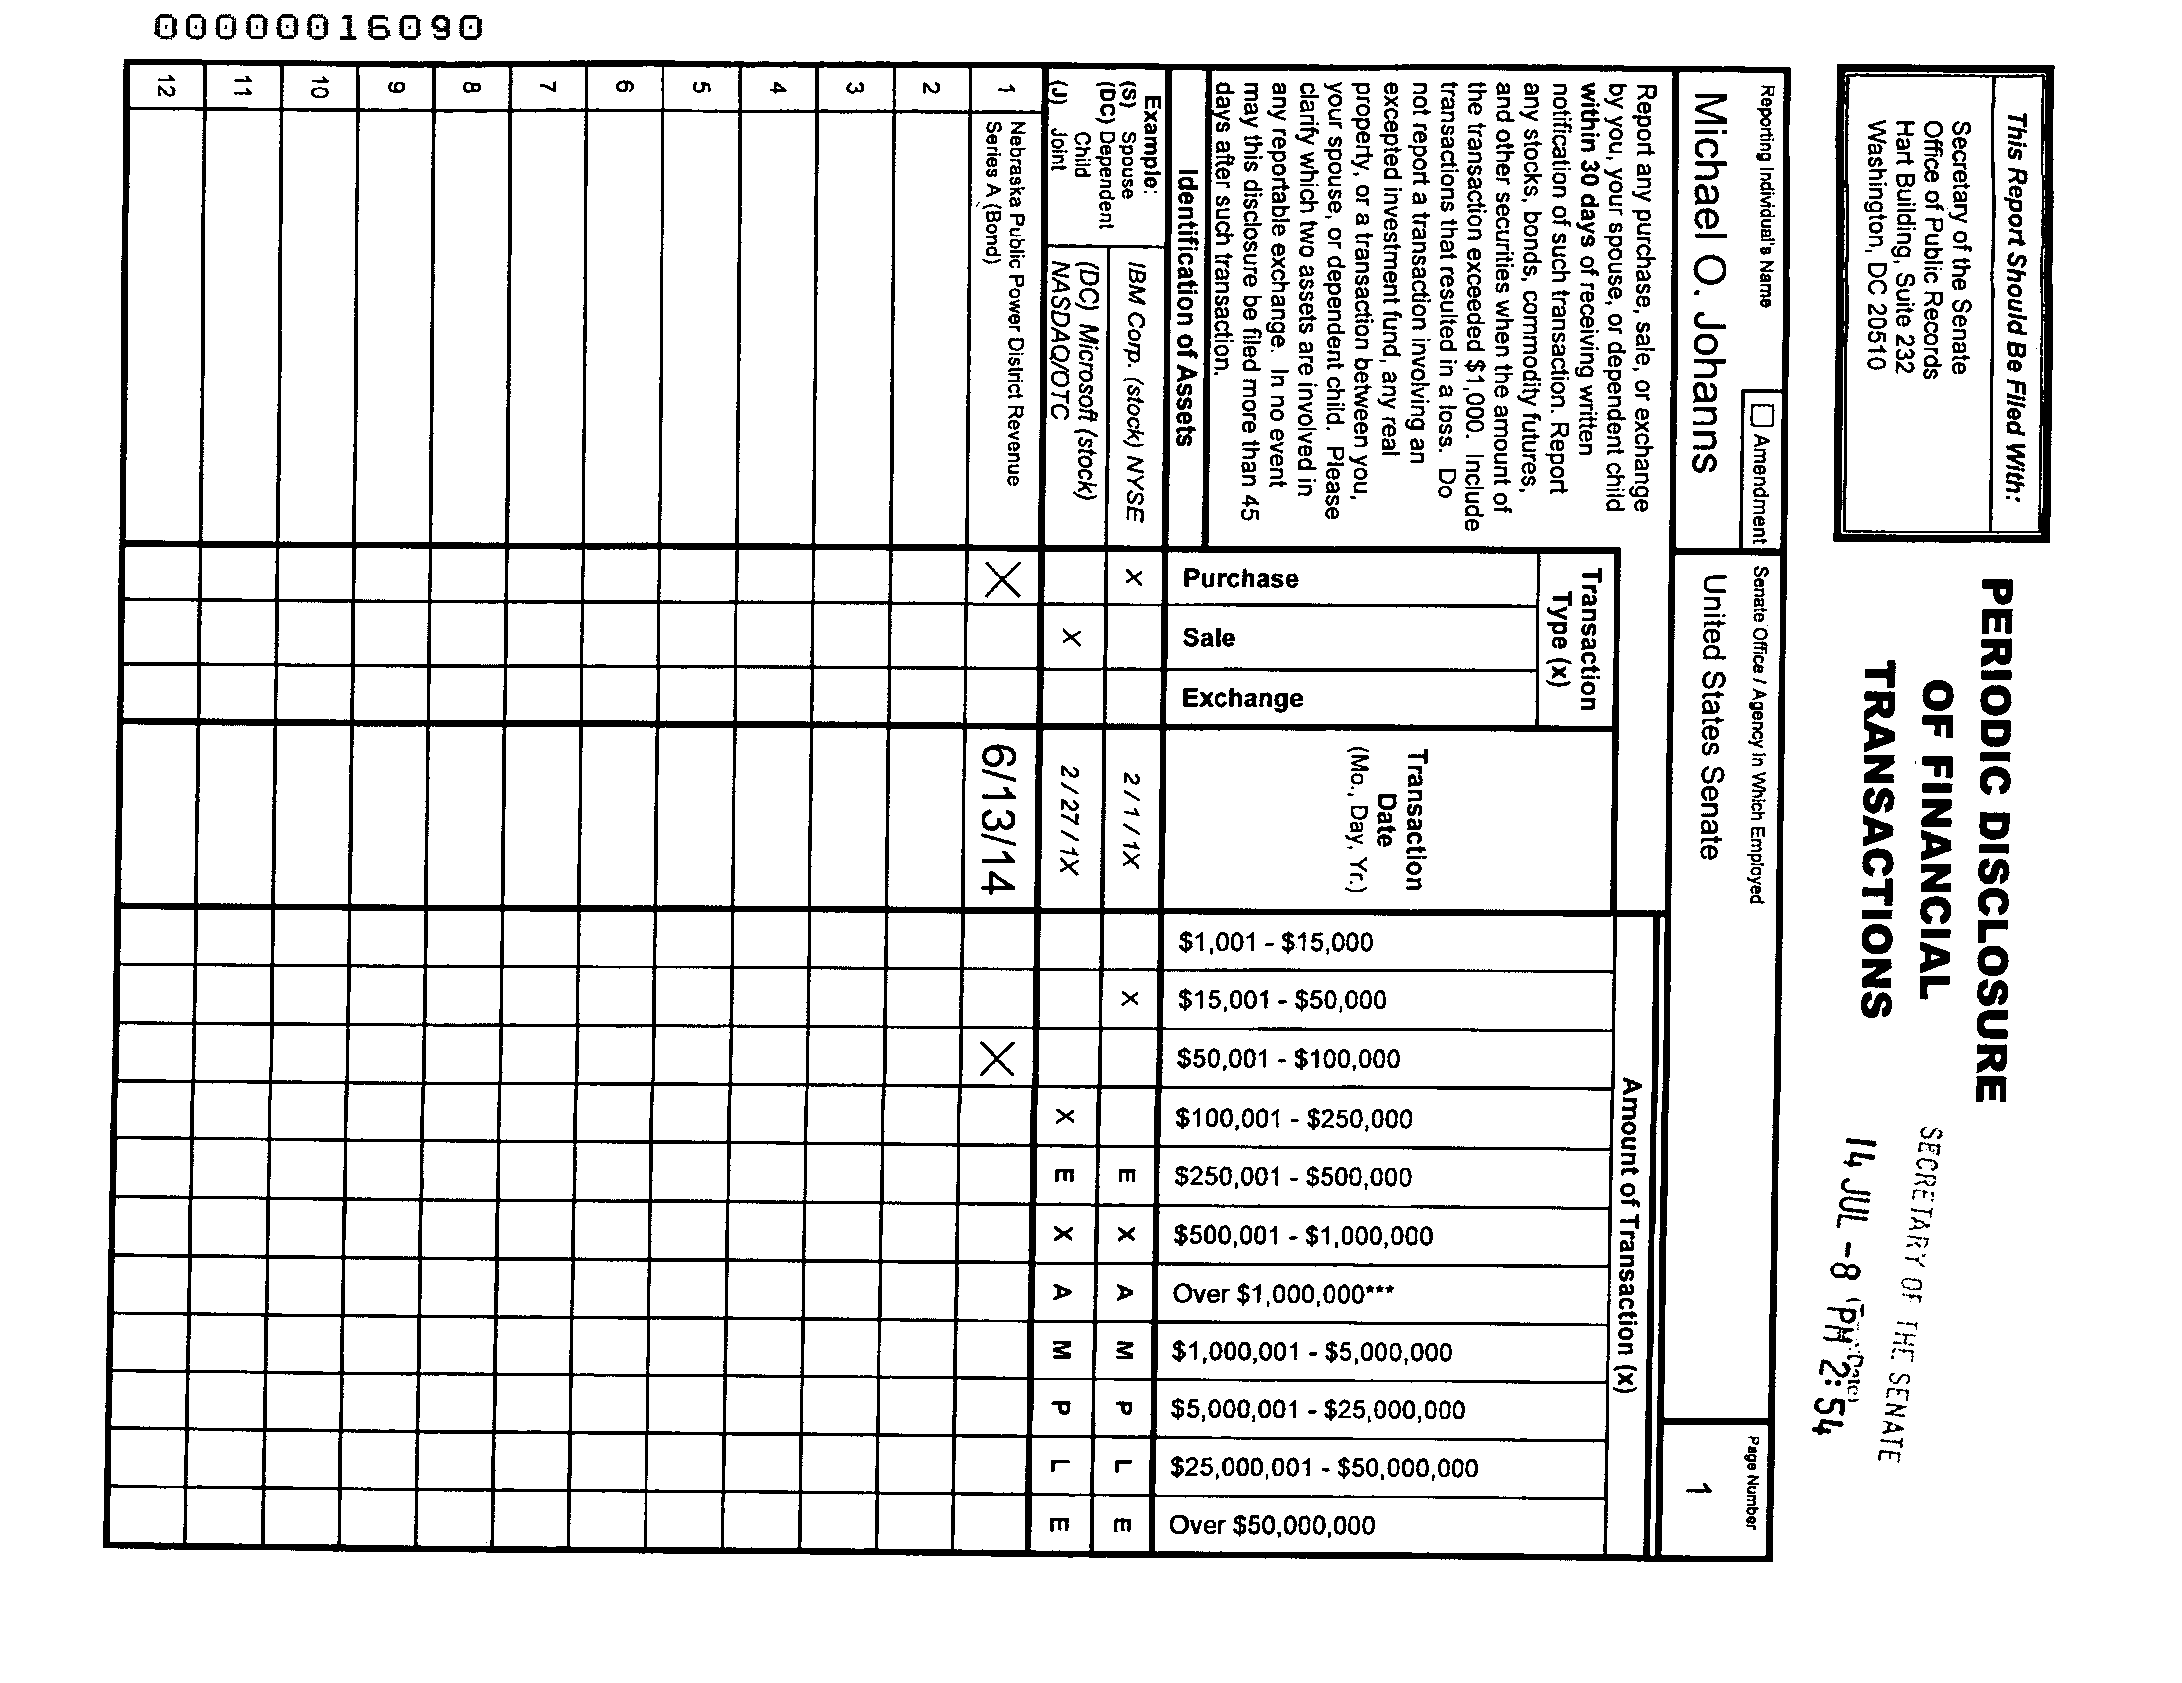 00000016090
This Report Should Be Filed With:
Secretary of the Senate
Office of Public Records
Hart Building, Suite 232
Washington, DC 20510
PERIODIC DISCLOSURE
OF FINANCIAL
TRANSACTIONS
SECRETARY OF THE SENATE
14 JUL -8 PM 2:54
Reporting Individual's Name
☐ Amendment
Michael O. Johanns
Senate Office / Agency in Which Employed
United States Senate
Page Number
1
Report any purchase, sale, or exchange
by you, your spouse, or dependent child
within 30 days of receiving written
notification of such transaction. Report
any stocks, bonds, commodity futures,
and other securities when the amount of
the transaction exceeded $1,000. Include
transactions that resulted in a loss. Do
not report a transaction involving an
excepted investment fund, any real
property, or a transaction between you,
your spouse, or dependent child. Please
clarify which two assets are involved in
any reportable exchange. In no event
may this disclosure be filed more than 45
days after such transaction.
Identification of Assets
Transaction
Type (x)
Purchase
Sale
Exchange
Transaction
Date
(Mo., Day, Yr.)
Amount of Transaction (x)
$1,001 - $15,000
$15,001 - $50,000
$50,001 - $100,000
$100,001 - $250,000
$250,001 - $500,000
$500,001 - $1,000,000
Over $1,000,000***
$1,000,001 - $5,000,000
$5,000,001 - $25,000,000
$25,000,001 - $50,000,000
Over $50,000,000
Example:
(S) Spouse
(DC) Dependent
Child
(J) Joint
IBM Corp. (stock) NYSE X 2/1/1X X E X A M P L E
(DC) Microsoft (stock)
NASDAQ/OTC X 2/27/1X X E X A M P L E
1 Nebraska Public Power District Revenue
Series A (Bond) X 6/13/14 X
2
3
4
5
6
7
8
9
10
11
12